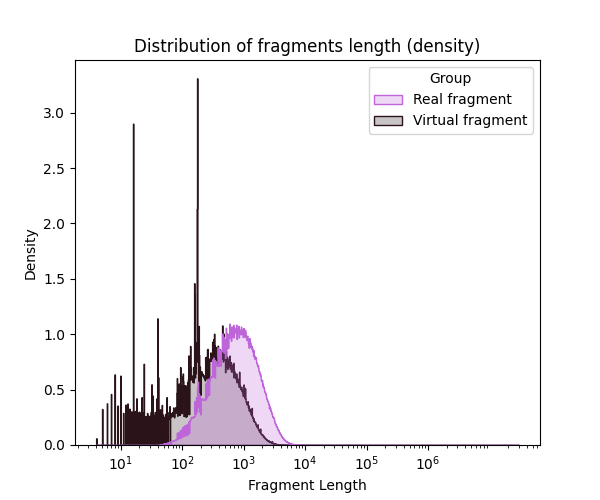 Distribution of fragments length (density)
Group
Real fragment
Virtual fragment
3.0
2.5
2.0
1.5
1.0
0.5
0.0
Density
10¹ 10² 10³ 10⁴ 10⁵ 10⁶
Fragment Length